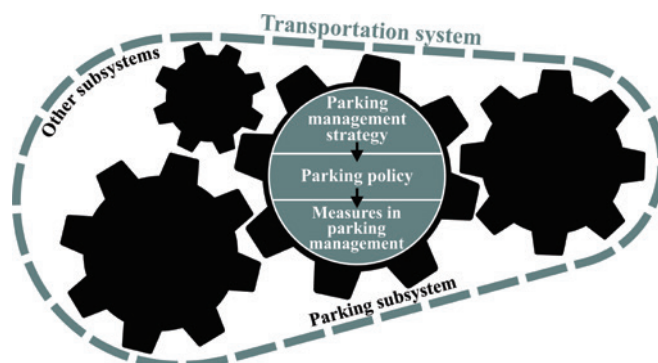 Transportation system
Other subsystems
Parking
management
strategy
Parking policy
Measures in
parking
management
Parking subsystem